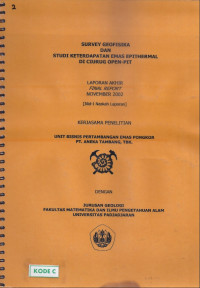 2
SURVEY GEOFISIKA
DAN
STUDI KETERDAPATAN EMAS EPITHERMAL
DI CIURUG OPEN-PIT
LAPORAN AKHIR
FINAL REPORT
NOVEMBER 2003
KERJASAMA PENELITIAN
UNIT BISNIS PERTAMBANGAN EMAS PONGKOR
PT. ANEKA TAMBANG, TBK.
DENGAN
JURUSAN GEOLOGI
FAKULTAS MATEMATIKA DAN ILMU PENGETAHUAN ALAM
UNIVERSITAS PADJADJARAN
KODE C